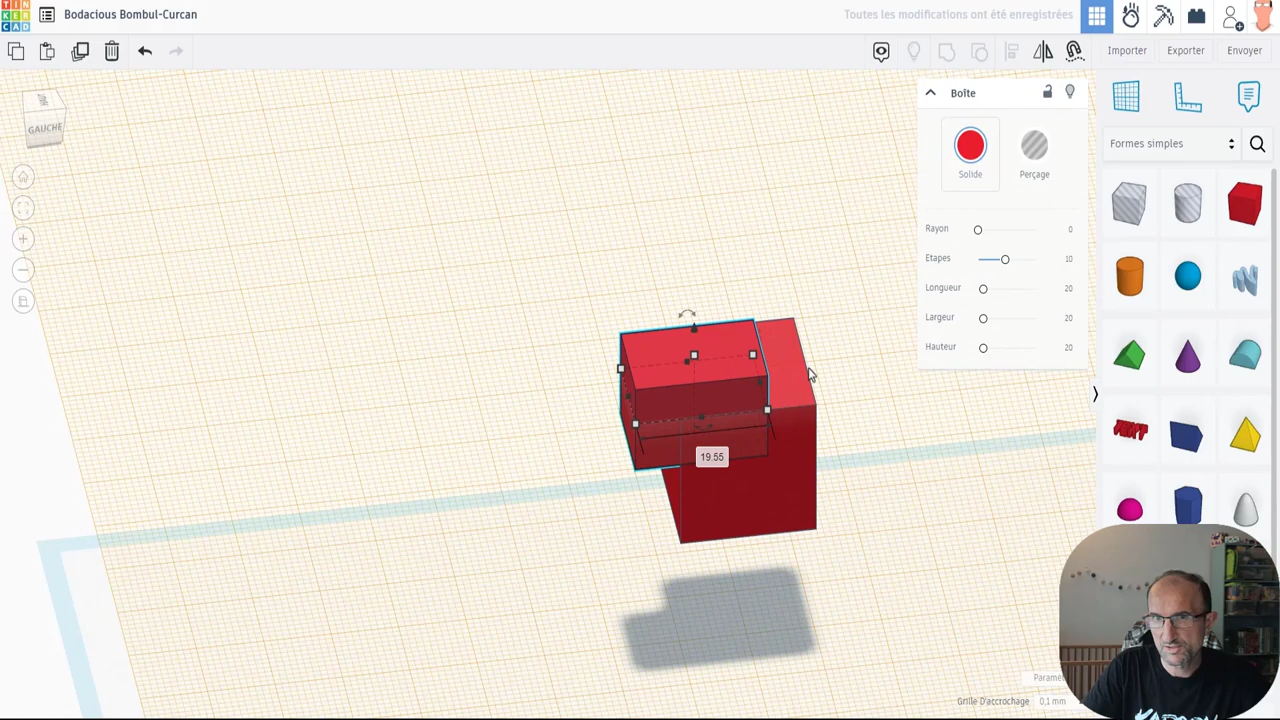 TIN
KER
CAD
Bodacious Bombul-Curcan
Toutes les modifications ont été enregistrées
Importer
Exporter
Envoyer
GAUCHE
Boîte
Solide
Perçage
Rayon
0
Etapes
10
Longueur
20
Largeur
20
Hauteur
20
Formes simples
19.55
Grille D'accrochage
0,1 mm